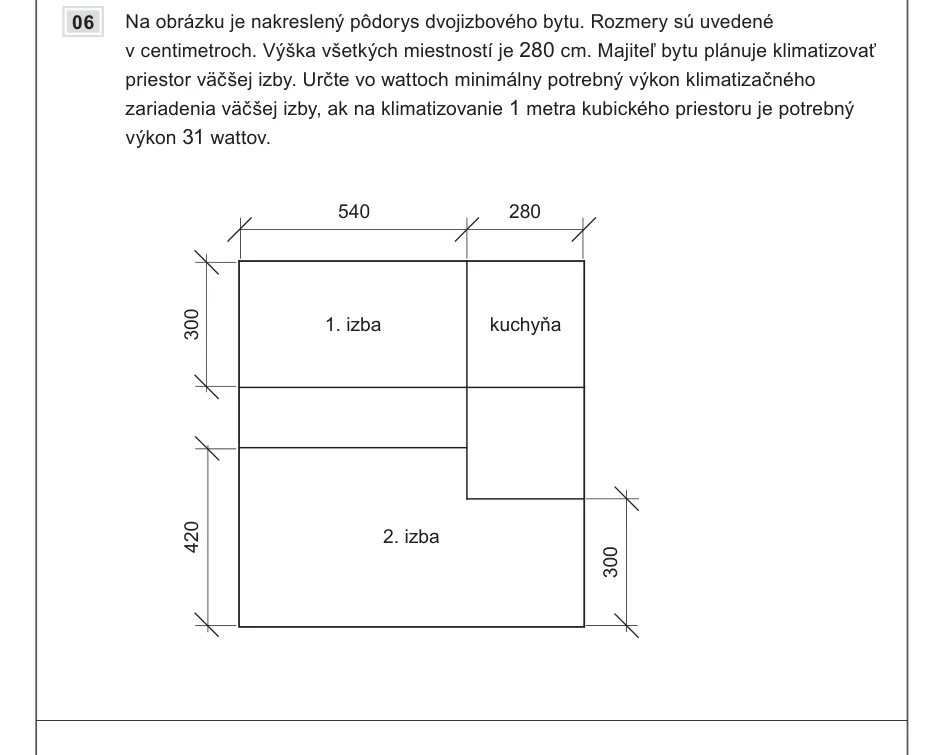 06
Na obrázku je nakreslený pôdorys dvojizbového bytu. Rozmery sú uvedené
v centimetroch. Výška všetkých miestností je 280 cm. Majiteľ bytu plánuje klimatizovať
priestor väčšej izby. Určte vo wattoch minimálny potrebný výkon klimatizačného
zariadenia väčšej izby, ak na klimatizovanie 1 metra kubického priestoru je potrebný
výkon 31 wattov.
540
280
300
1. izba
kuchyňa
420
2. izba
300